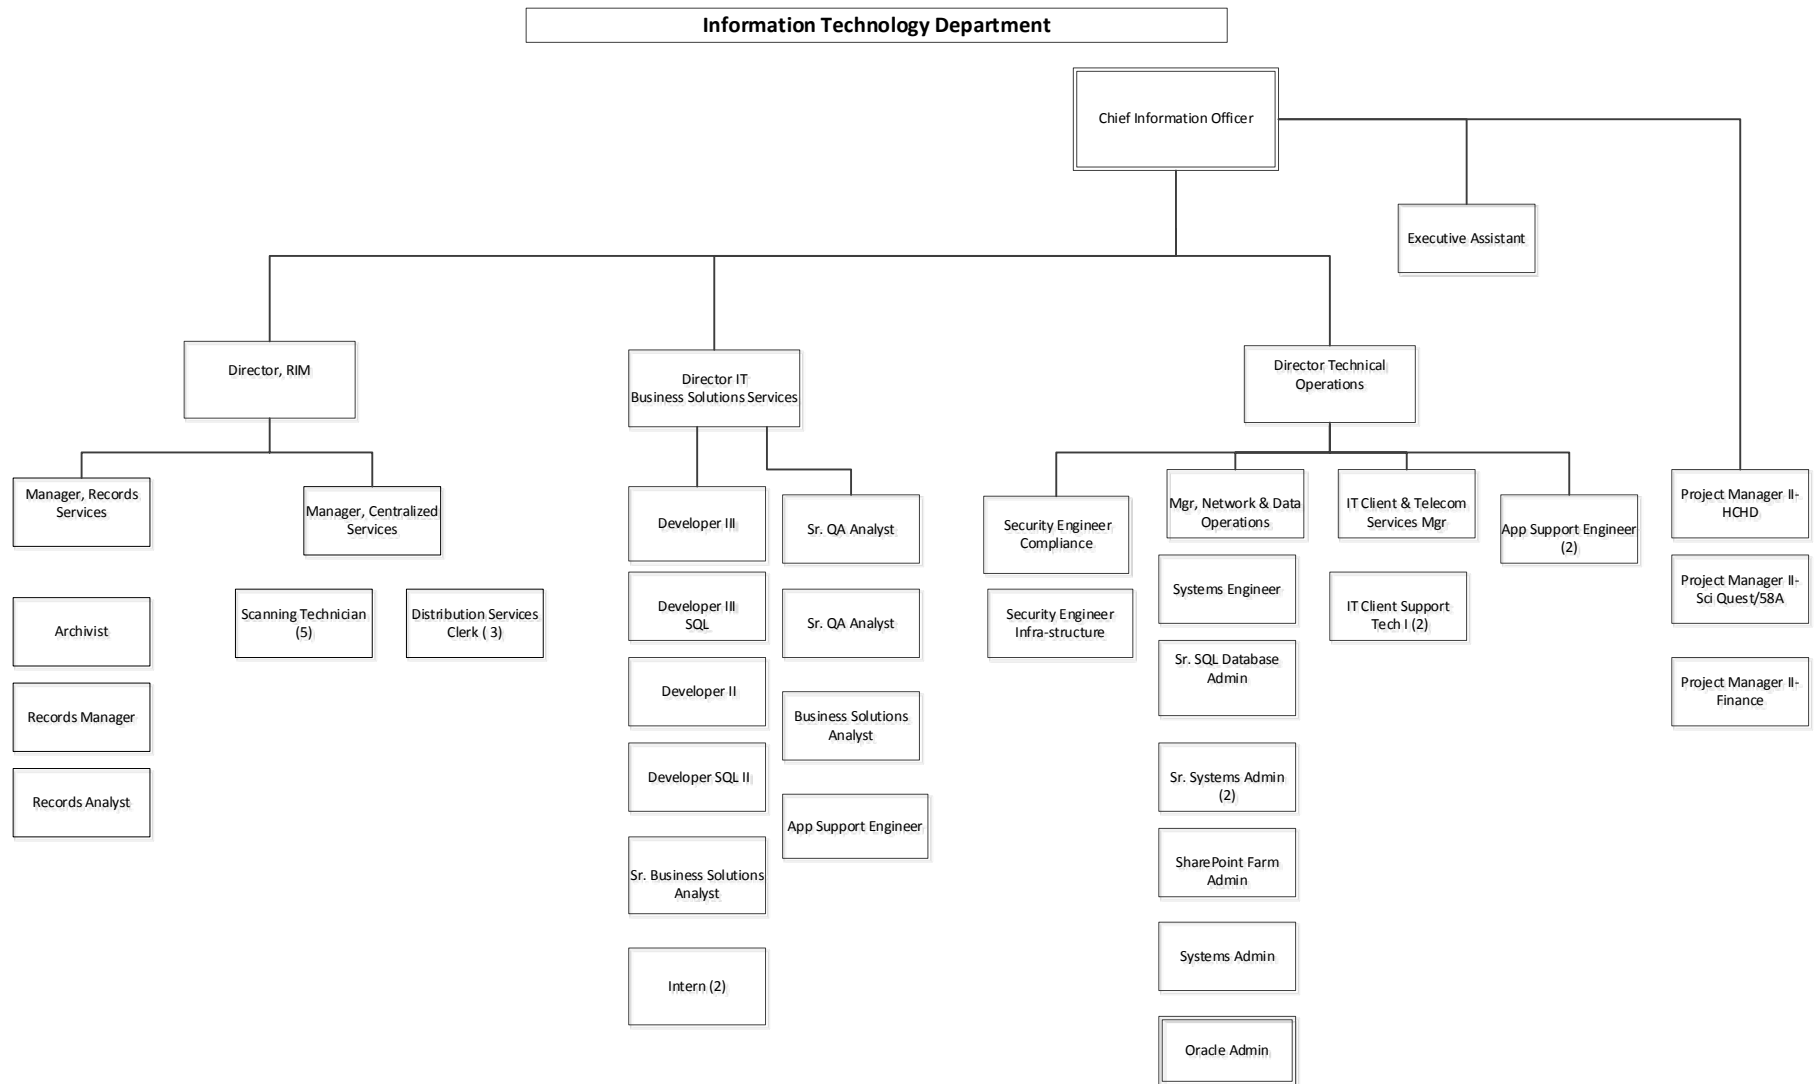 Information Technology Department
Chief Information Officer
Executive Assistant
Director, RIM
Director IT
Business Solutions Services
Director Technical
Operations
Manager, Records
Services
Manager, Centralized
Services
Archivist
Records Manager
Records Analyst
Scanning Technician
(5)
Distribution Services
Clerk ( 3)
Developer III
Developer III
SQL
Developer II
Developer SQL II
Sr. Business Solutions
Analyst
Intern (2)
Sr. QA Analyst
Sr. QA Analyst
Business Solutions
Analyst
App Support Engineer
Security Engineer
Compliance
Security Engineer
Infra-structure
Mgr, Network & Data
Operations
Systems Engineer
Sr. SQL Database
Admin
Sr. Systems Admin
(2)
SharePoint Farm
Admin
Systems Admin
Oracle Admin
IT Client & Telecom
Services Mgr
IT Client Support
Tech I (2)
App Support Engineer
(2)
Project Manager II-
HCHD
Project Manager II-
Sci Quest/58A
Project Manager II-
Finance